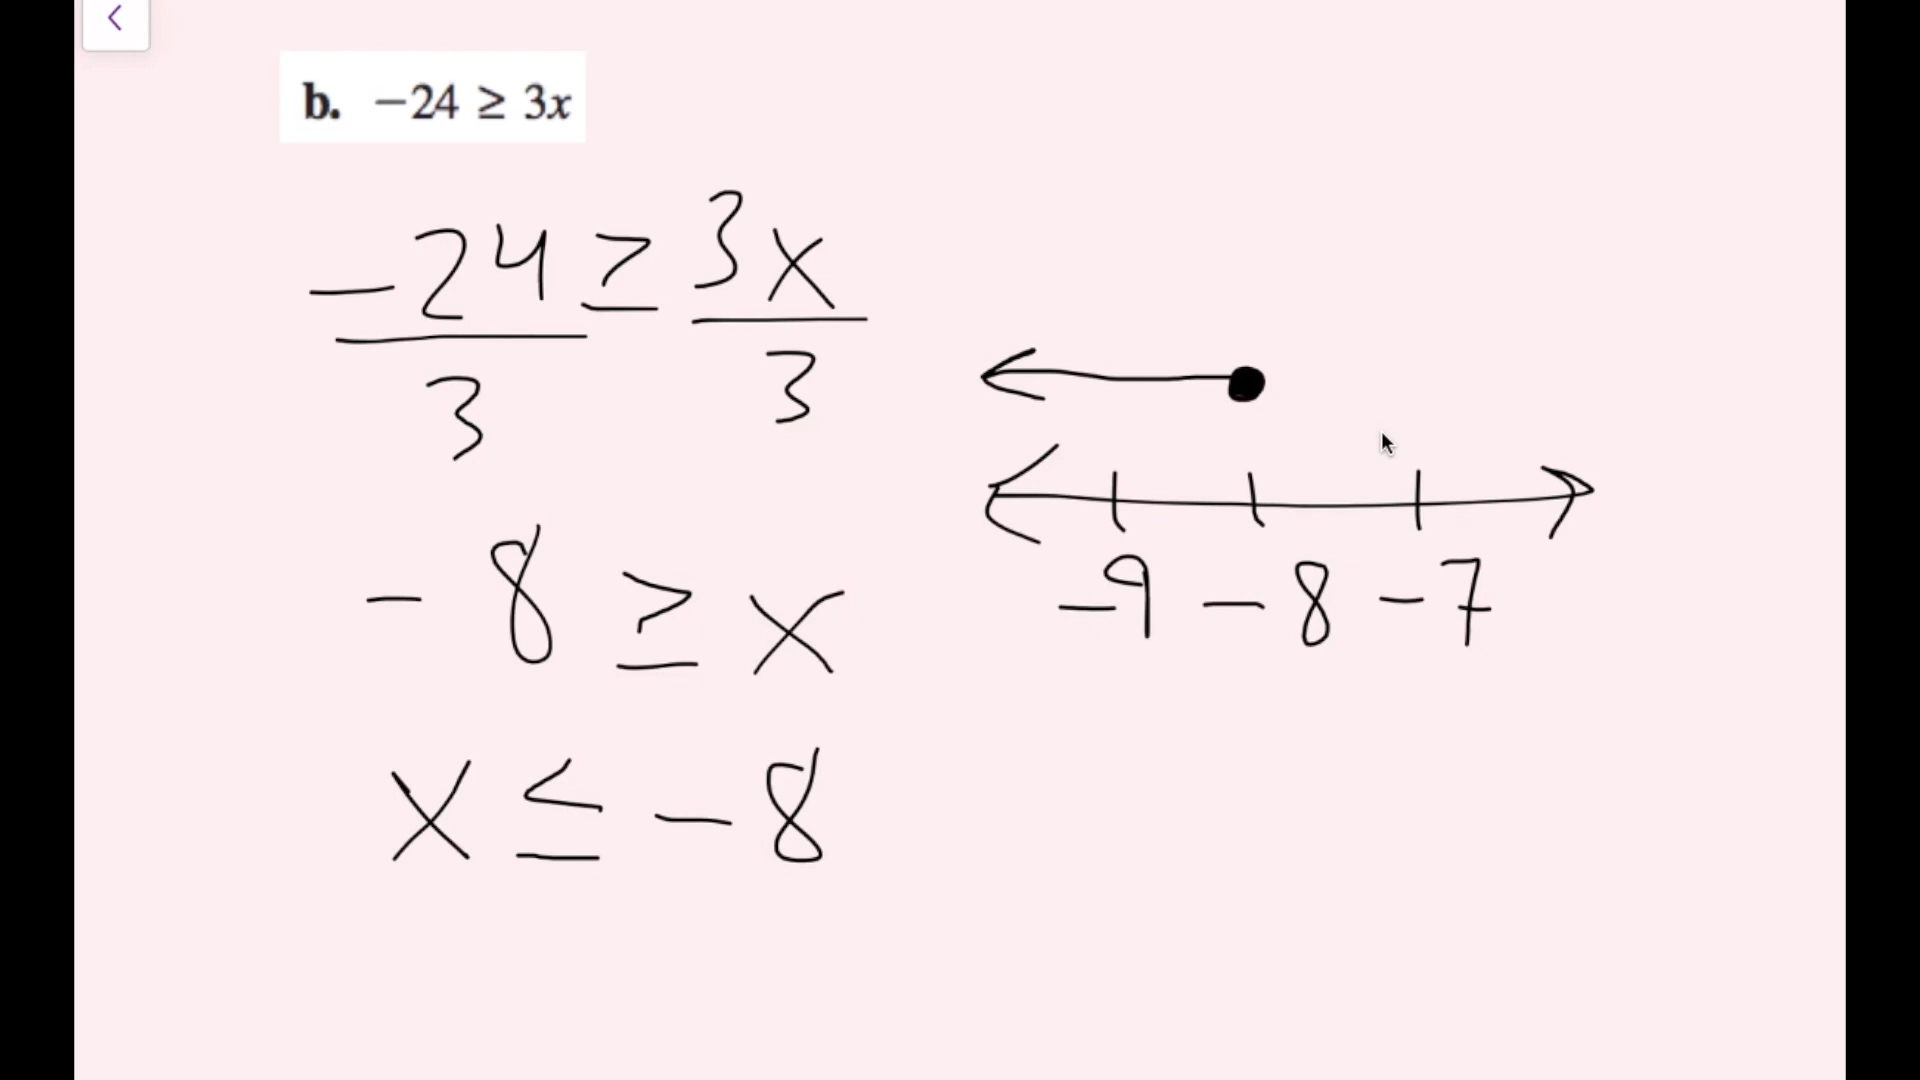 b. −24 ≥ 3x
−24 ≥ 3x
3 3
−8 ≥ x
x ≤ −8
−9 −8 −7